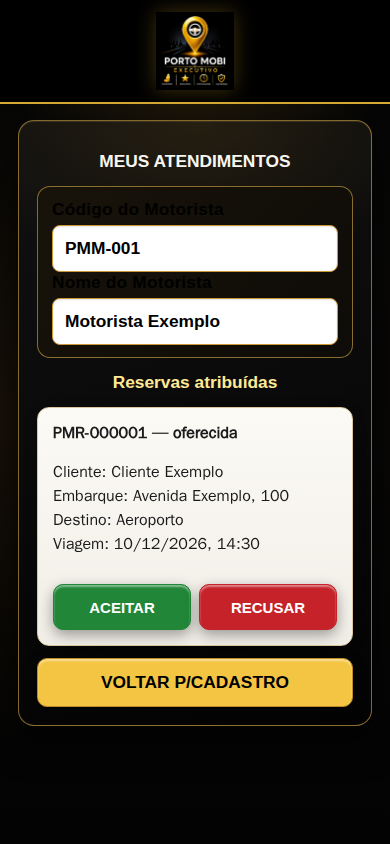 PORTO MOBI
EXECUTIVO
MEUS ATENDIMENTOS
Código do Motorista
PMM-001
Nome do Motorista
Motorista Exemplo
Reservas atribuídas
PMR-000001 — oferecida
Cliente: Cliente Exemplo
Embarque: Avenida Exemplo, 100
Destino: Aeroporto
Viagem: 10/12/2026, 14:30
ACEITAR
RECUSAR
VOLTAR P/CADASTRO